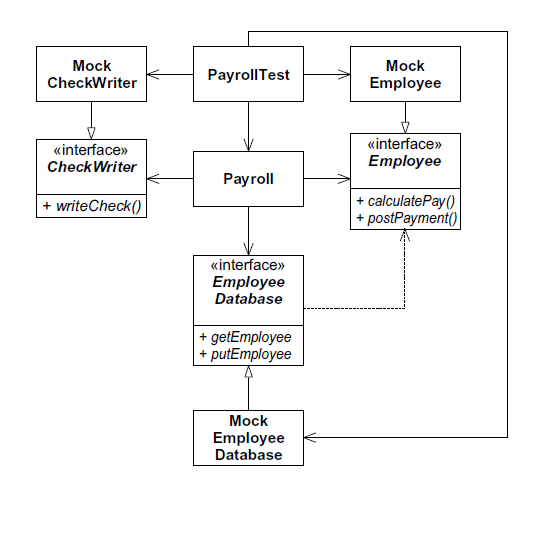 Mock
CheckWriter
PayrollTest
Mock
Employee
«interface»
CheckWriter
+ writeCheck()
Payroll
«interface»
Employee
+ calculatePay()
+ postPayment()
«interface»
Employee
Database
+ getEmployee
+ putEmployee
Mock
Employee
Database